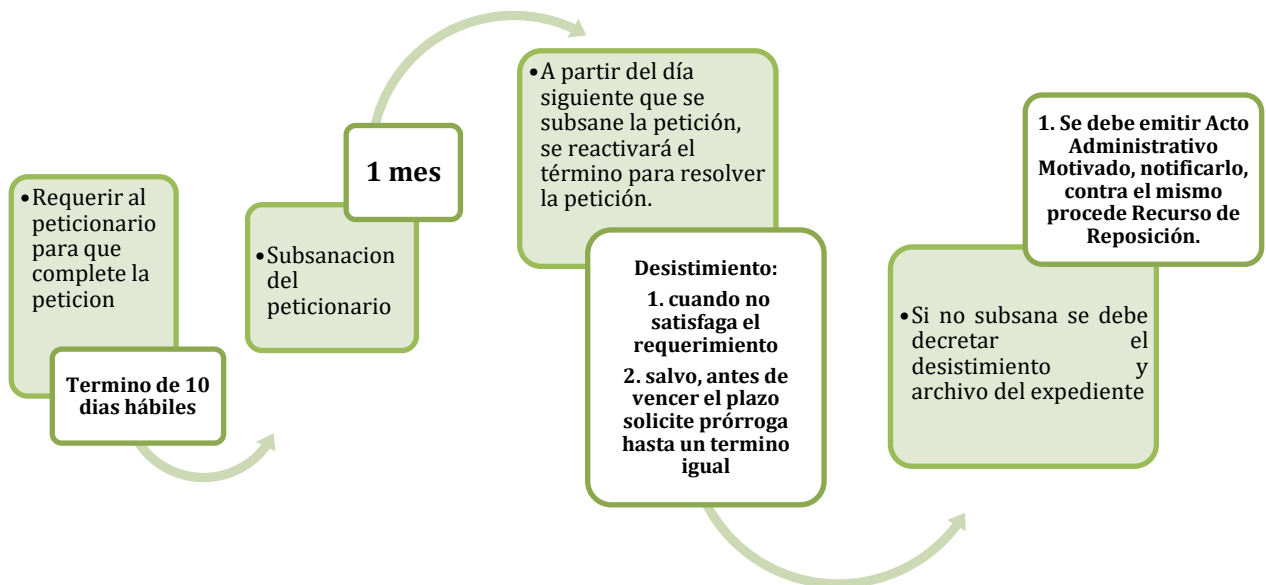 •Requerir al
peticionario
para que
complete la
peticion
Termino de 10
dias hábiles
•Subsanacion
del
peticionario
1 mes
•A partir del día
siguiente que se
subsane la petición,
se reactivará el
término para resolver
la petición.
Desistimiento:
1. cuando no
satisfaga el
requerimiento
2. salvo, antes de
vencer el plazo
solicite prórroga
hasta un termino
igual
•Si no subsana se debe
decretar el
desistimiento y
archivo del expediente
1. Se debe emitir Acto
Administrativo
Motivado, notificarlo,
contra el mismo
procede Recurso de
Reposición.